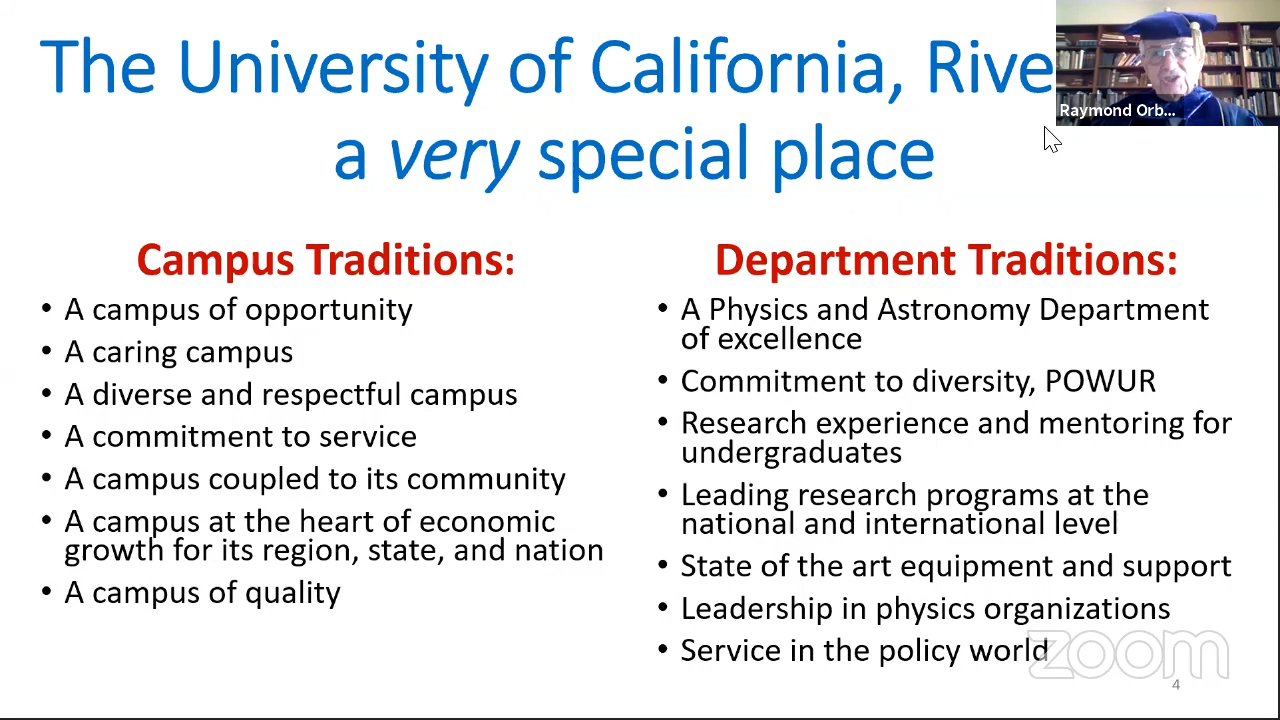 The University of California, Rive
a very special place
Raymond Orb...
Campus Traditions:
• A campus of opportunity
• A caring campus
• A diverse and respectful campus
• A commitment to service
• A campus coupled to its community
• A campus at the heart of economic
growth for its region, state, and nation
• A campus of quality
Department Traditions:
• A Physics and Astronomy Department
of excellence
• Commitment to diversity, POWUR
• Research experience and mentoring for
undergraduates
• Leading research programs at the
national and international level
• State of the art equipment and support
• Leadership in physics organizations
• Service in the policy world
zoom
4